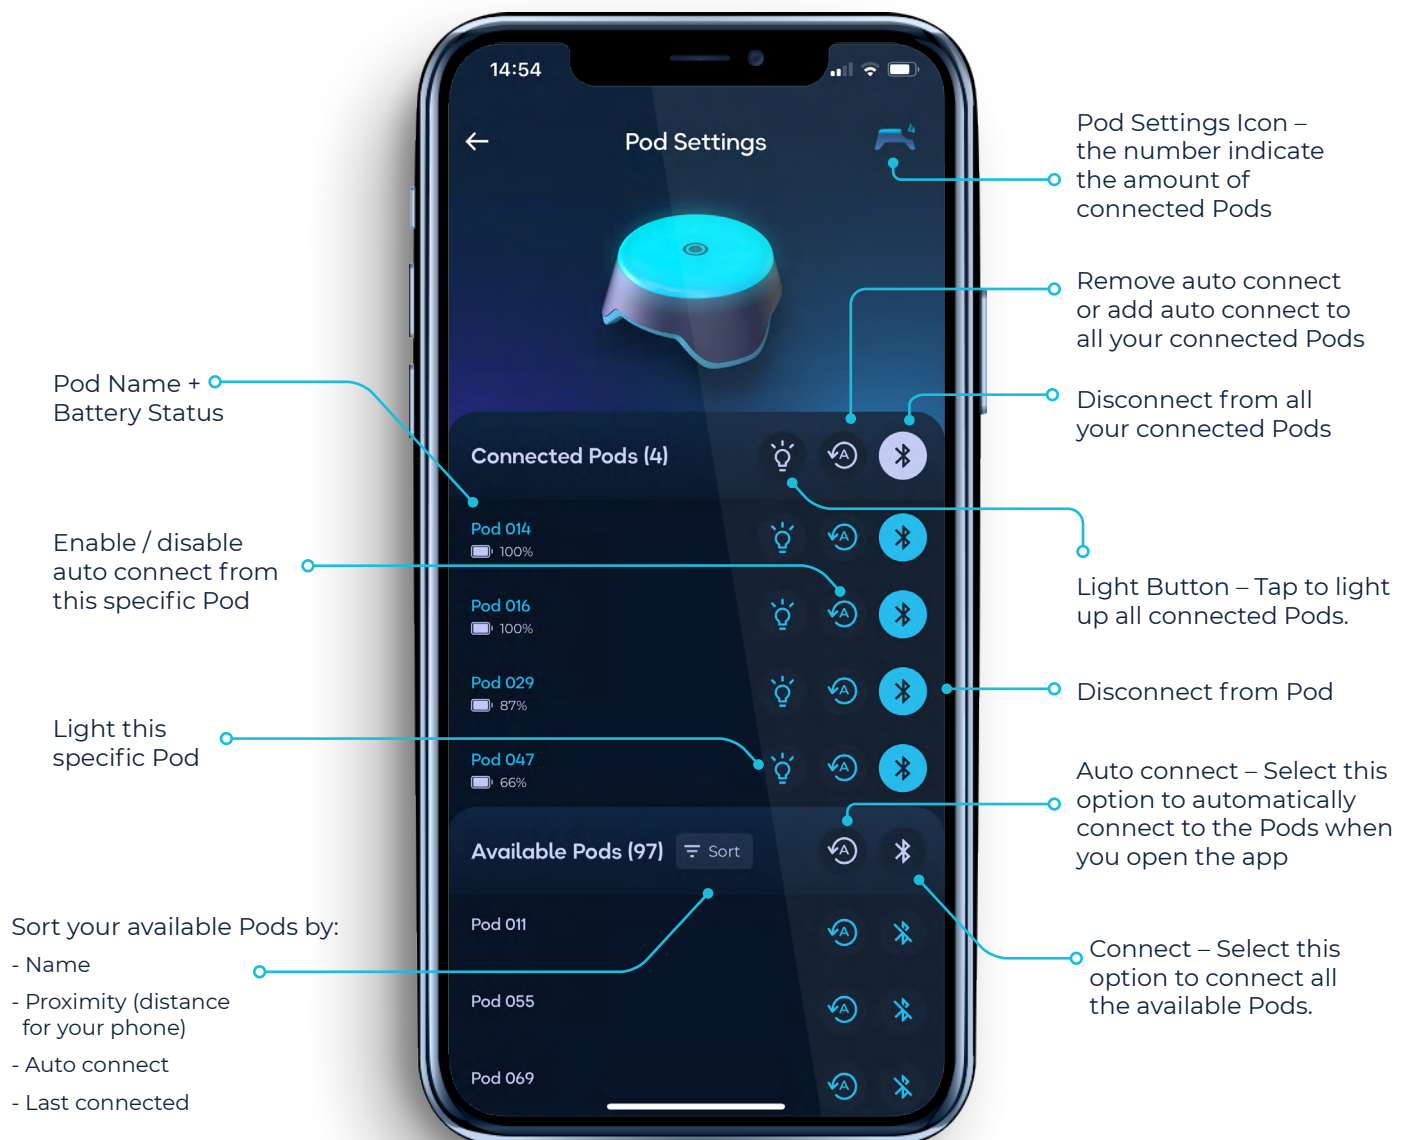 14:54
Pod Settings
4
Connected Pods (4)
A
Pod 014
100%
A
Pod 016
100%
A
Pod 029
87%
A
Pod 047
66%
A
Available Pods (97)
Sort
A
Pod 011
A
Pod 055
A
Pod 069
A
Pod Name +
Battery Status
Enable / disable
auto connect from
this specific Pod
Light this
specific Pod
Sort your available Pods by:
- Name
- Proximity (distance
for your phone)
- Auto connect
- Last connected
Pod Settings Icon –
the number indicate
the amount of
connected Pods
Remove auto connect
or add auto connect to
all your connected Pods
Disconnect from all
your connected Pods
Light Button – Tap to light
up all connected Pods.
Disconnect from Pod
Auto connect – Select this
option to automatically
connect to the Pods when
you open the app
Connect – Select this
option to connect all
the available Pods.